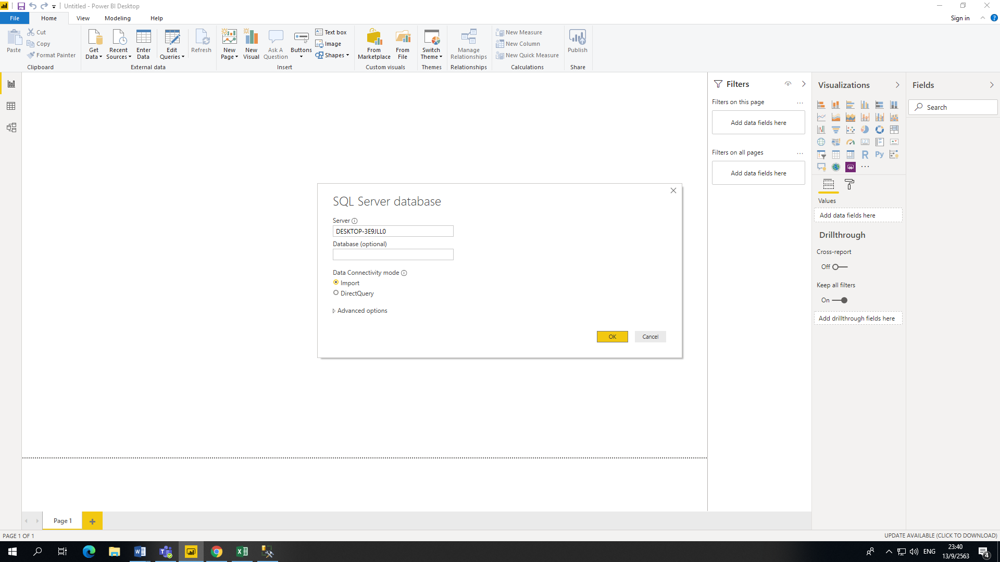 Untitled - Power BI Desktop
File
Home
View
Modeling
Help
Sign in
?
Paste
Cut
Copy
Format Painter
Clipboard
Get
Data
Recent
Sources
Enter
Data
Edit
Queries
Refresh
External data
New
Page
New
Visual
Ask A
Question
Buttons
Text box
Image
Shapes
Insert
From
Marketplace
From
File
Custom visuals
Switch
Theme
Themes
Manage
Relationships
Relationships
New Measure
New Column
New Quick Measure
Calculations
Publish
Share
Filters
Filters on this page
...
Add data fields here
Filters on all pages
...
Add data fields here
Visualizations
123
R
Py
...
Values
Add data fields here
Drillthrough
Cross-report
Off
Keep all filters
On
Add drillthrough fields here
Fields
Search
SQL Server database
Server
DESKTOP-3E9JLL0
Database (optional)
Data Connectivity mode
Import
DirectQuery
Advanced options
OK
Cancel
Page 1
PAGE 1 OF 1
UPDATE AVAILABLE (CLICK TO DOWNLOAD)
ENG
23:40
13/9/2563
4